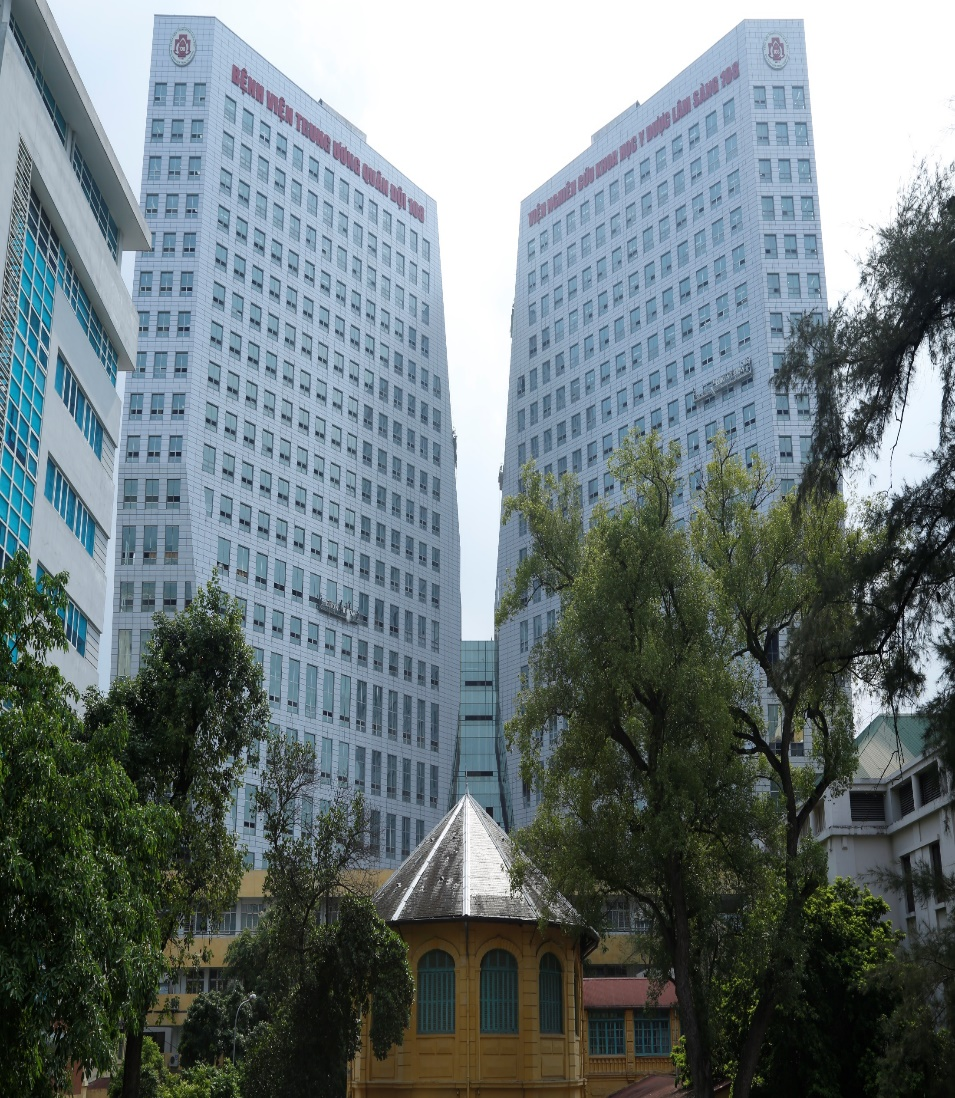 BỆNH VIỆN TRUNG ƯƠNG QUÂN ĐỘI 108
VIỆN NGHIÊN CỨU KHOA HỌC Y DƯỢC LÂM SÀNG 108